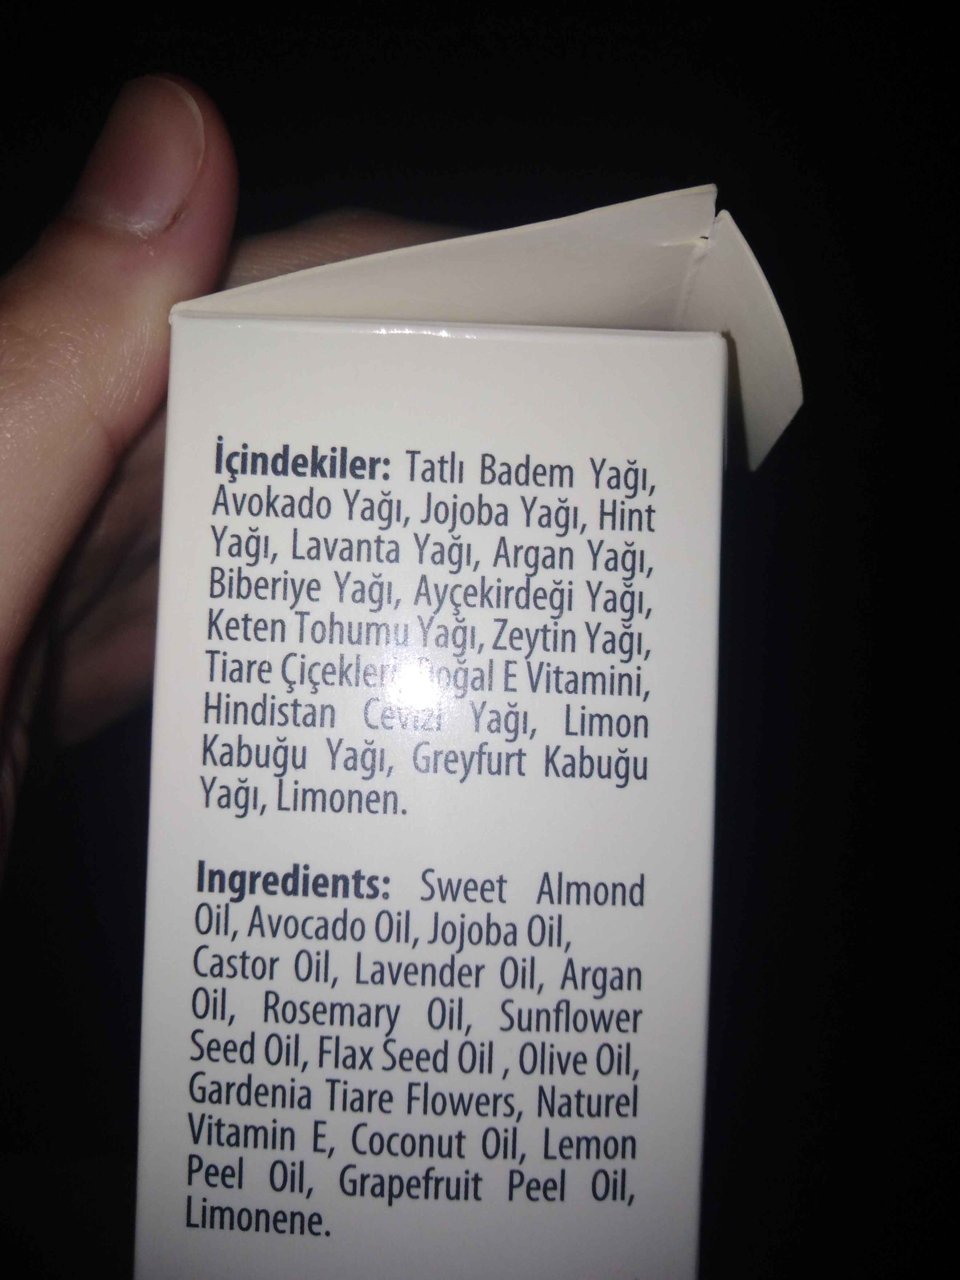 İçindekiler: Tatlı Badem Yağı,
Avokado Yağı, Jojoba Yağı, Hint
Yağı, Lavanta Yağı, Argan Yağı,
Biberiye Yağı, Ayçekirdeği Yağı,
Keten Tohumu Yağı, Zeytin Yağı,
Tiare Çiçekleri, Doğal E Vitamini,
Hindistan Cevizi Yağı, Limon
Kabuğu Yağı, Greyfurt Kabuğu
Yağı, Limonen.
Ingredients: Sweet Almond
Oil, Avocado Oil, Jojoba Oil,
Castor Oil, Lavender Oil, Argan
Oil, Rosemary Oil, Sunflower
Seed Oil, Flax Seed Oil , Olive Oil,
Gardenia Tiare Flowers, Naturel
Vitamin E, Coconut Oil, Lemon
Peel Oil, Grapefruit Peel Oil,
Limonene.